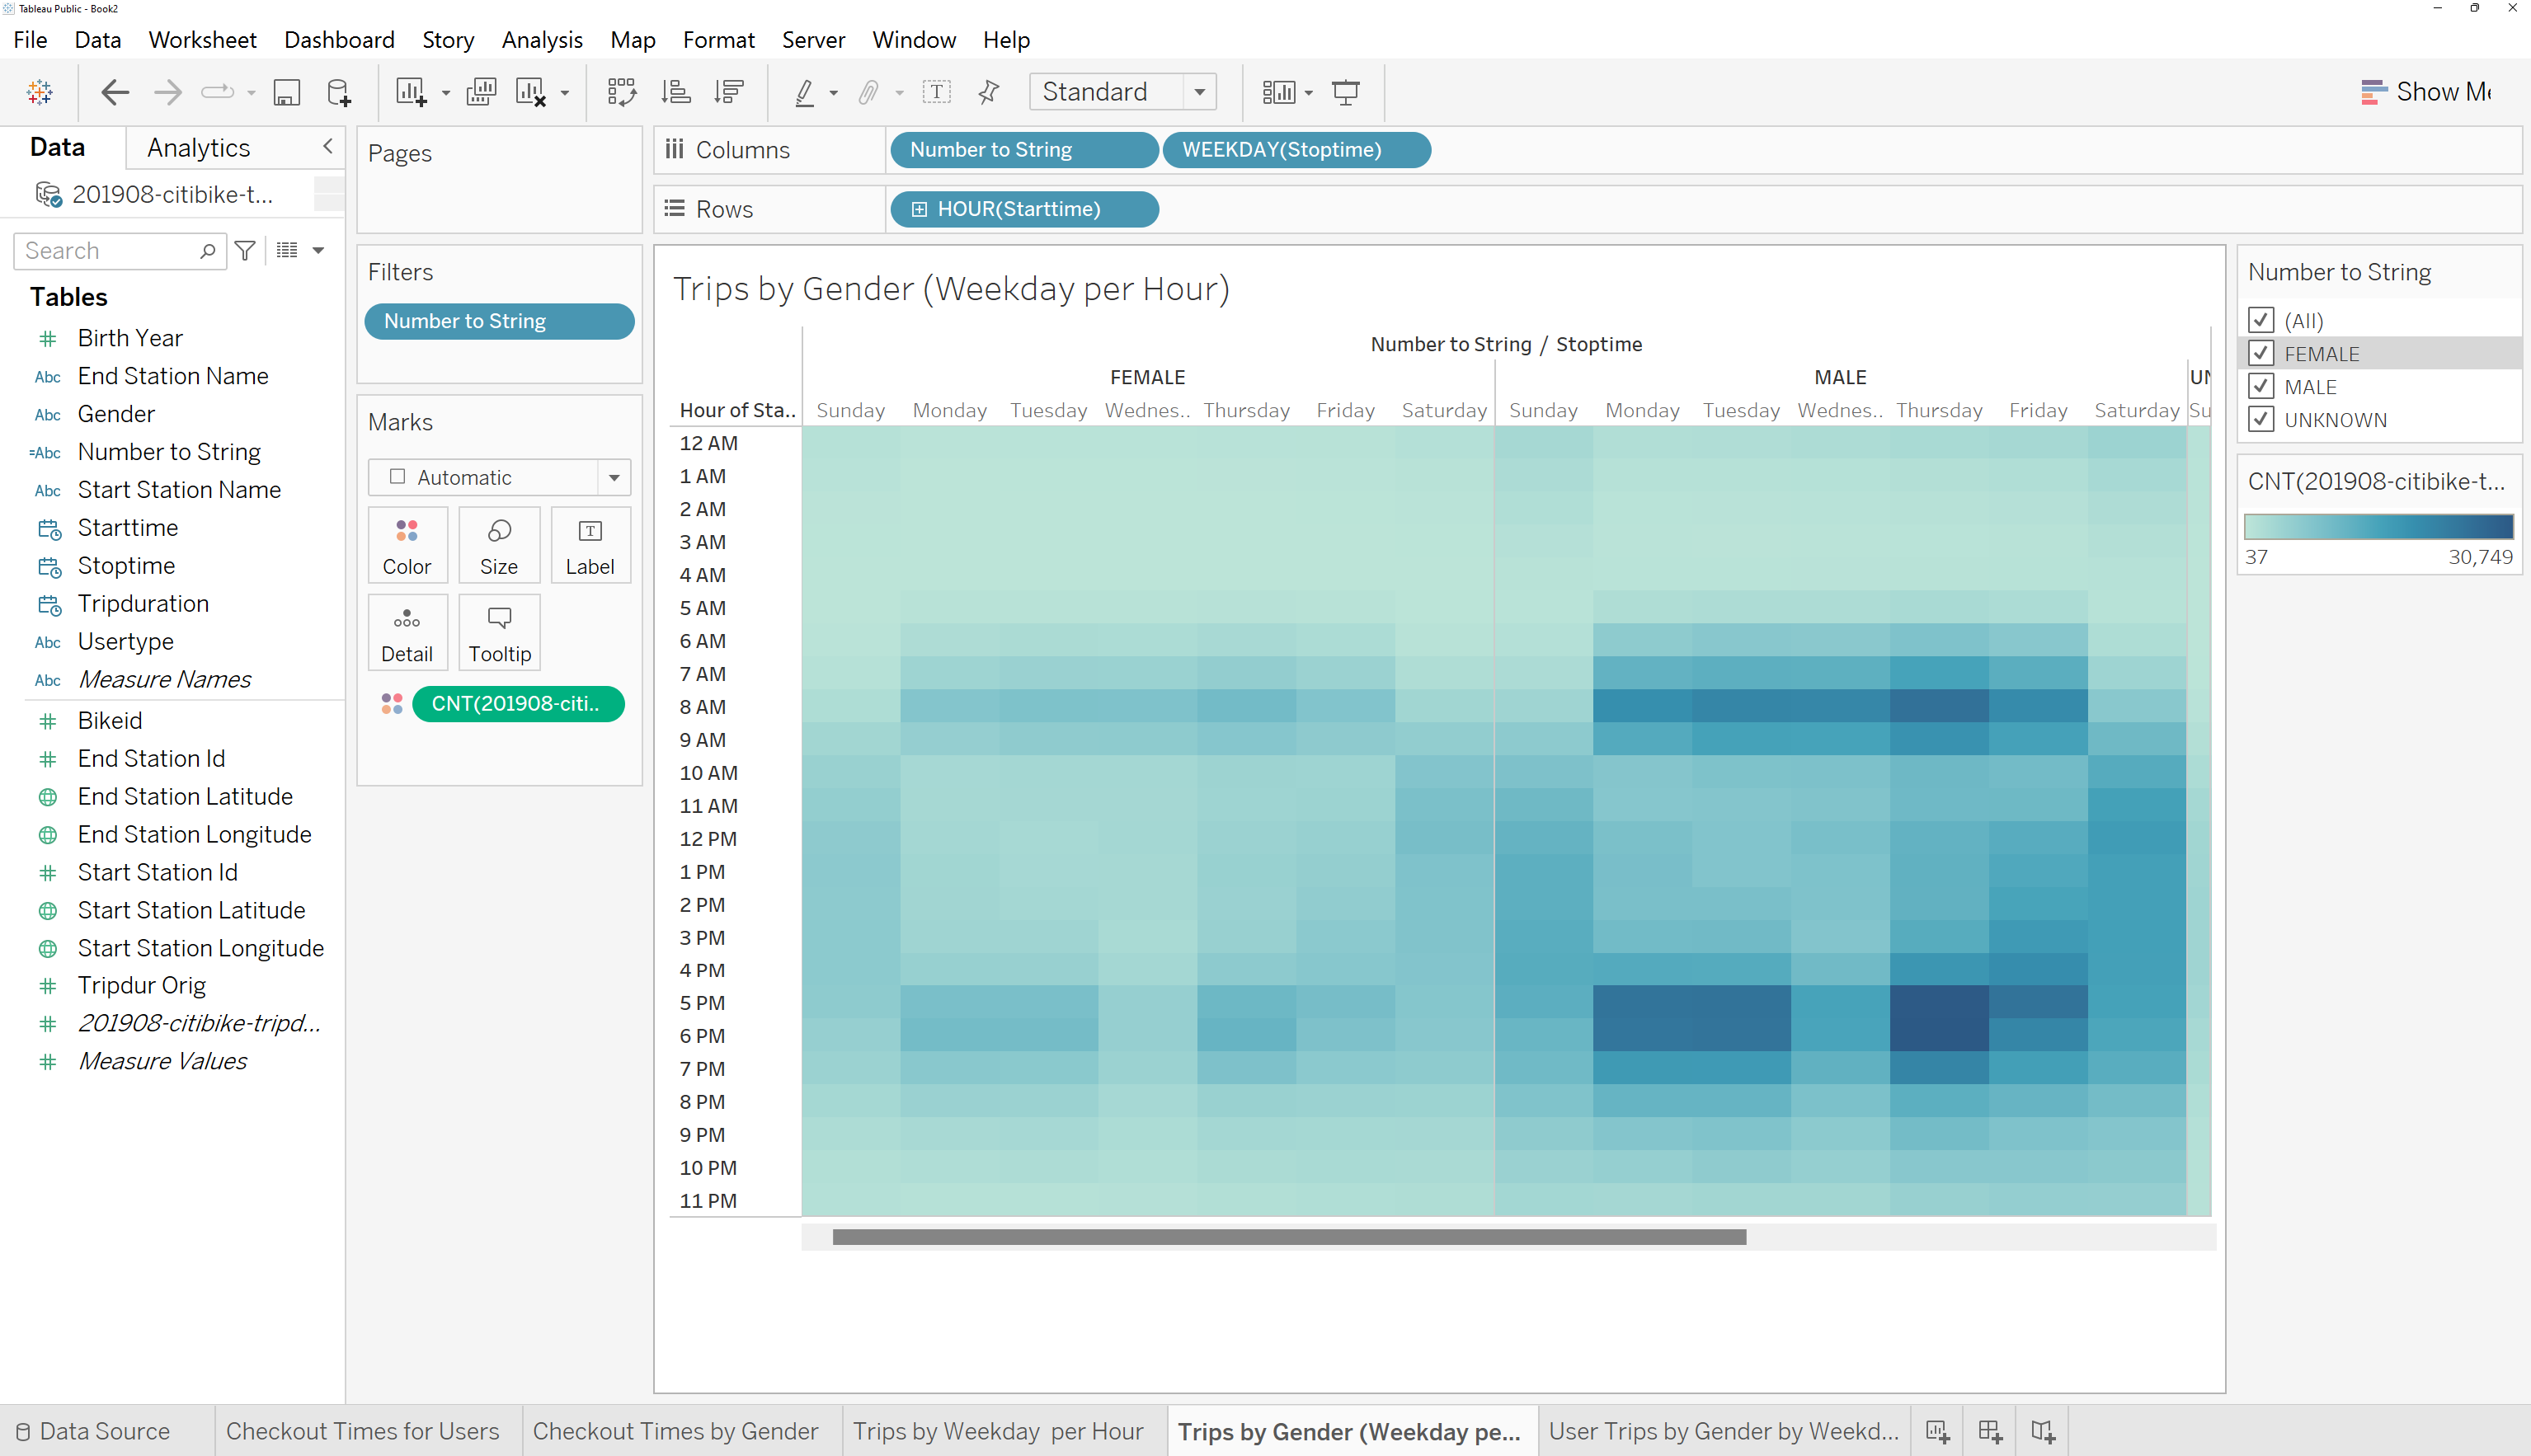 Tableau Public - Book2
File Data Worksheet Dashboard Story Analysis Map Format Server Window Help
Standard
Show Me
Data
Analytics
201908-citibike-t...
Search
Tables
Birth Year
Abc End Station Name
Abc Gender
=Abc Number to String
Abc Start Station Name
Starttime
Stoptime
Tripduration
Abc Usertype
Abc Measure Names
Bikeid
End Station Id
End Station Latitude
End Station Longitude
Start Station Id
Start Station Latitude
Start Station Longitude
Tripdur Orig
201908-citibike-tripd...
Measure Values
Pages
Filters
Number to String
Marks
Automatic
Color Size Label
Detail Tooltip
CNT(201908-citi..
Columns
Number to String
WEEKDAY(Stoptime)
Rows
HOUR(Starttime)
Trips by Gender (Weekday per Hour)
Number to String / Stoptime
FEMALE MALE UN
Hour of Sta.. Sunday Monday Tuesday Wednes.. Thursday Friday Saturday Sunday Monday Tuesday Wednes.. Thursday Friday Saturday Su
12 AM
1 AM
2 AM
3 AM
4 AM
5 AM
6 AM
7 AM
8 AM
9 AM
10 AM
11 AM
12 PM
1 PM
2 PM
3 PM
4 PM
5 PM
6 PM
7 PM
8 PM
9 PM
10 PM
11 PM
Number to String
(All)
FEMALE
MALE
UNKNOWN
CNT(201908-citibike-t...
37 30,749
Data Source
Checkout Times for Users
Checkout Times by Gender
Trips by Weekday per Hour
Trips by Gender (Weekday pe...
User Trips by Gender by Weekd...